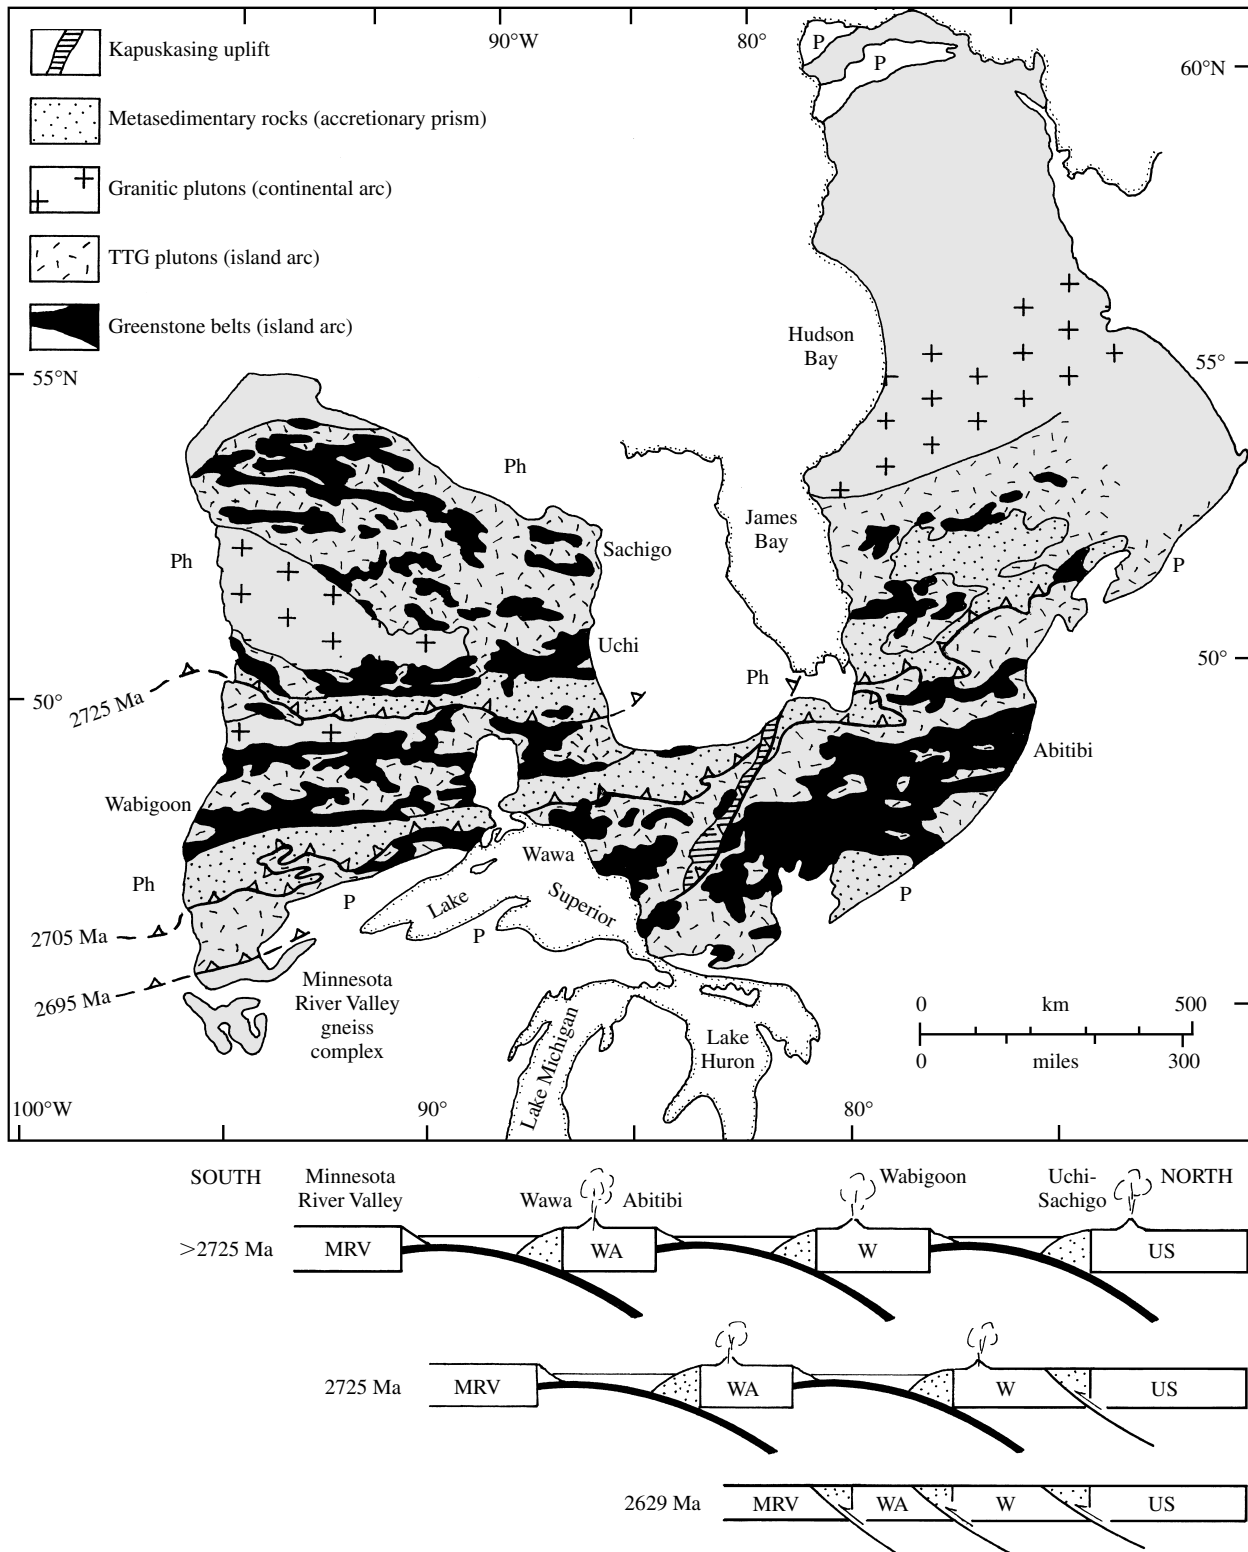 90°W
80°
60°N
Kapuskasing uplift
Metasedimentary rocks (accretionary prism)
Granitic plutons (continental arc)
TTG plutons (island arc)
Greenstone belts (island arc)
P
P
Hudson
Bay
55°
55°N
Ph
James
Bay
Sachigo
Ph
P
Uchi
50°
Ph
50°
2725 Ma
Abitibi
Wabigoon
Wawa
Ph
P
P
Lake
Superior
P
2705 Ma
2695 Ma
Minnesota
River Valley
gneiss
complex
Lake Michigan
Lake
Huron
0 km 500
0 miles 300
100°W
90°
80°
SOUTH
Minnesota
River Valley
Wawa
Abitibi
Wabigoon
Uchi-
Sachigo
NORTH
>2725 Ma
MRV
WA
W
US
2725 Ma
MRV
WA
W
US
2629 Ma
MRV
WA
W
US